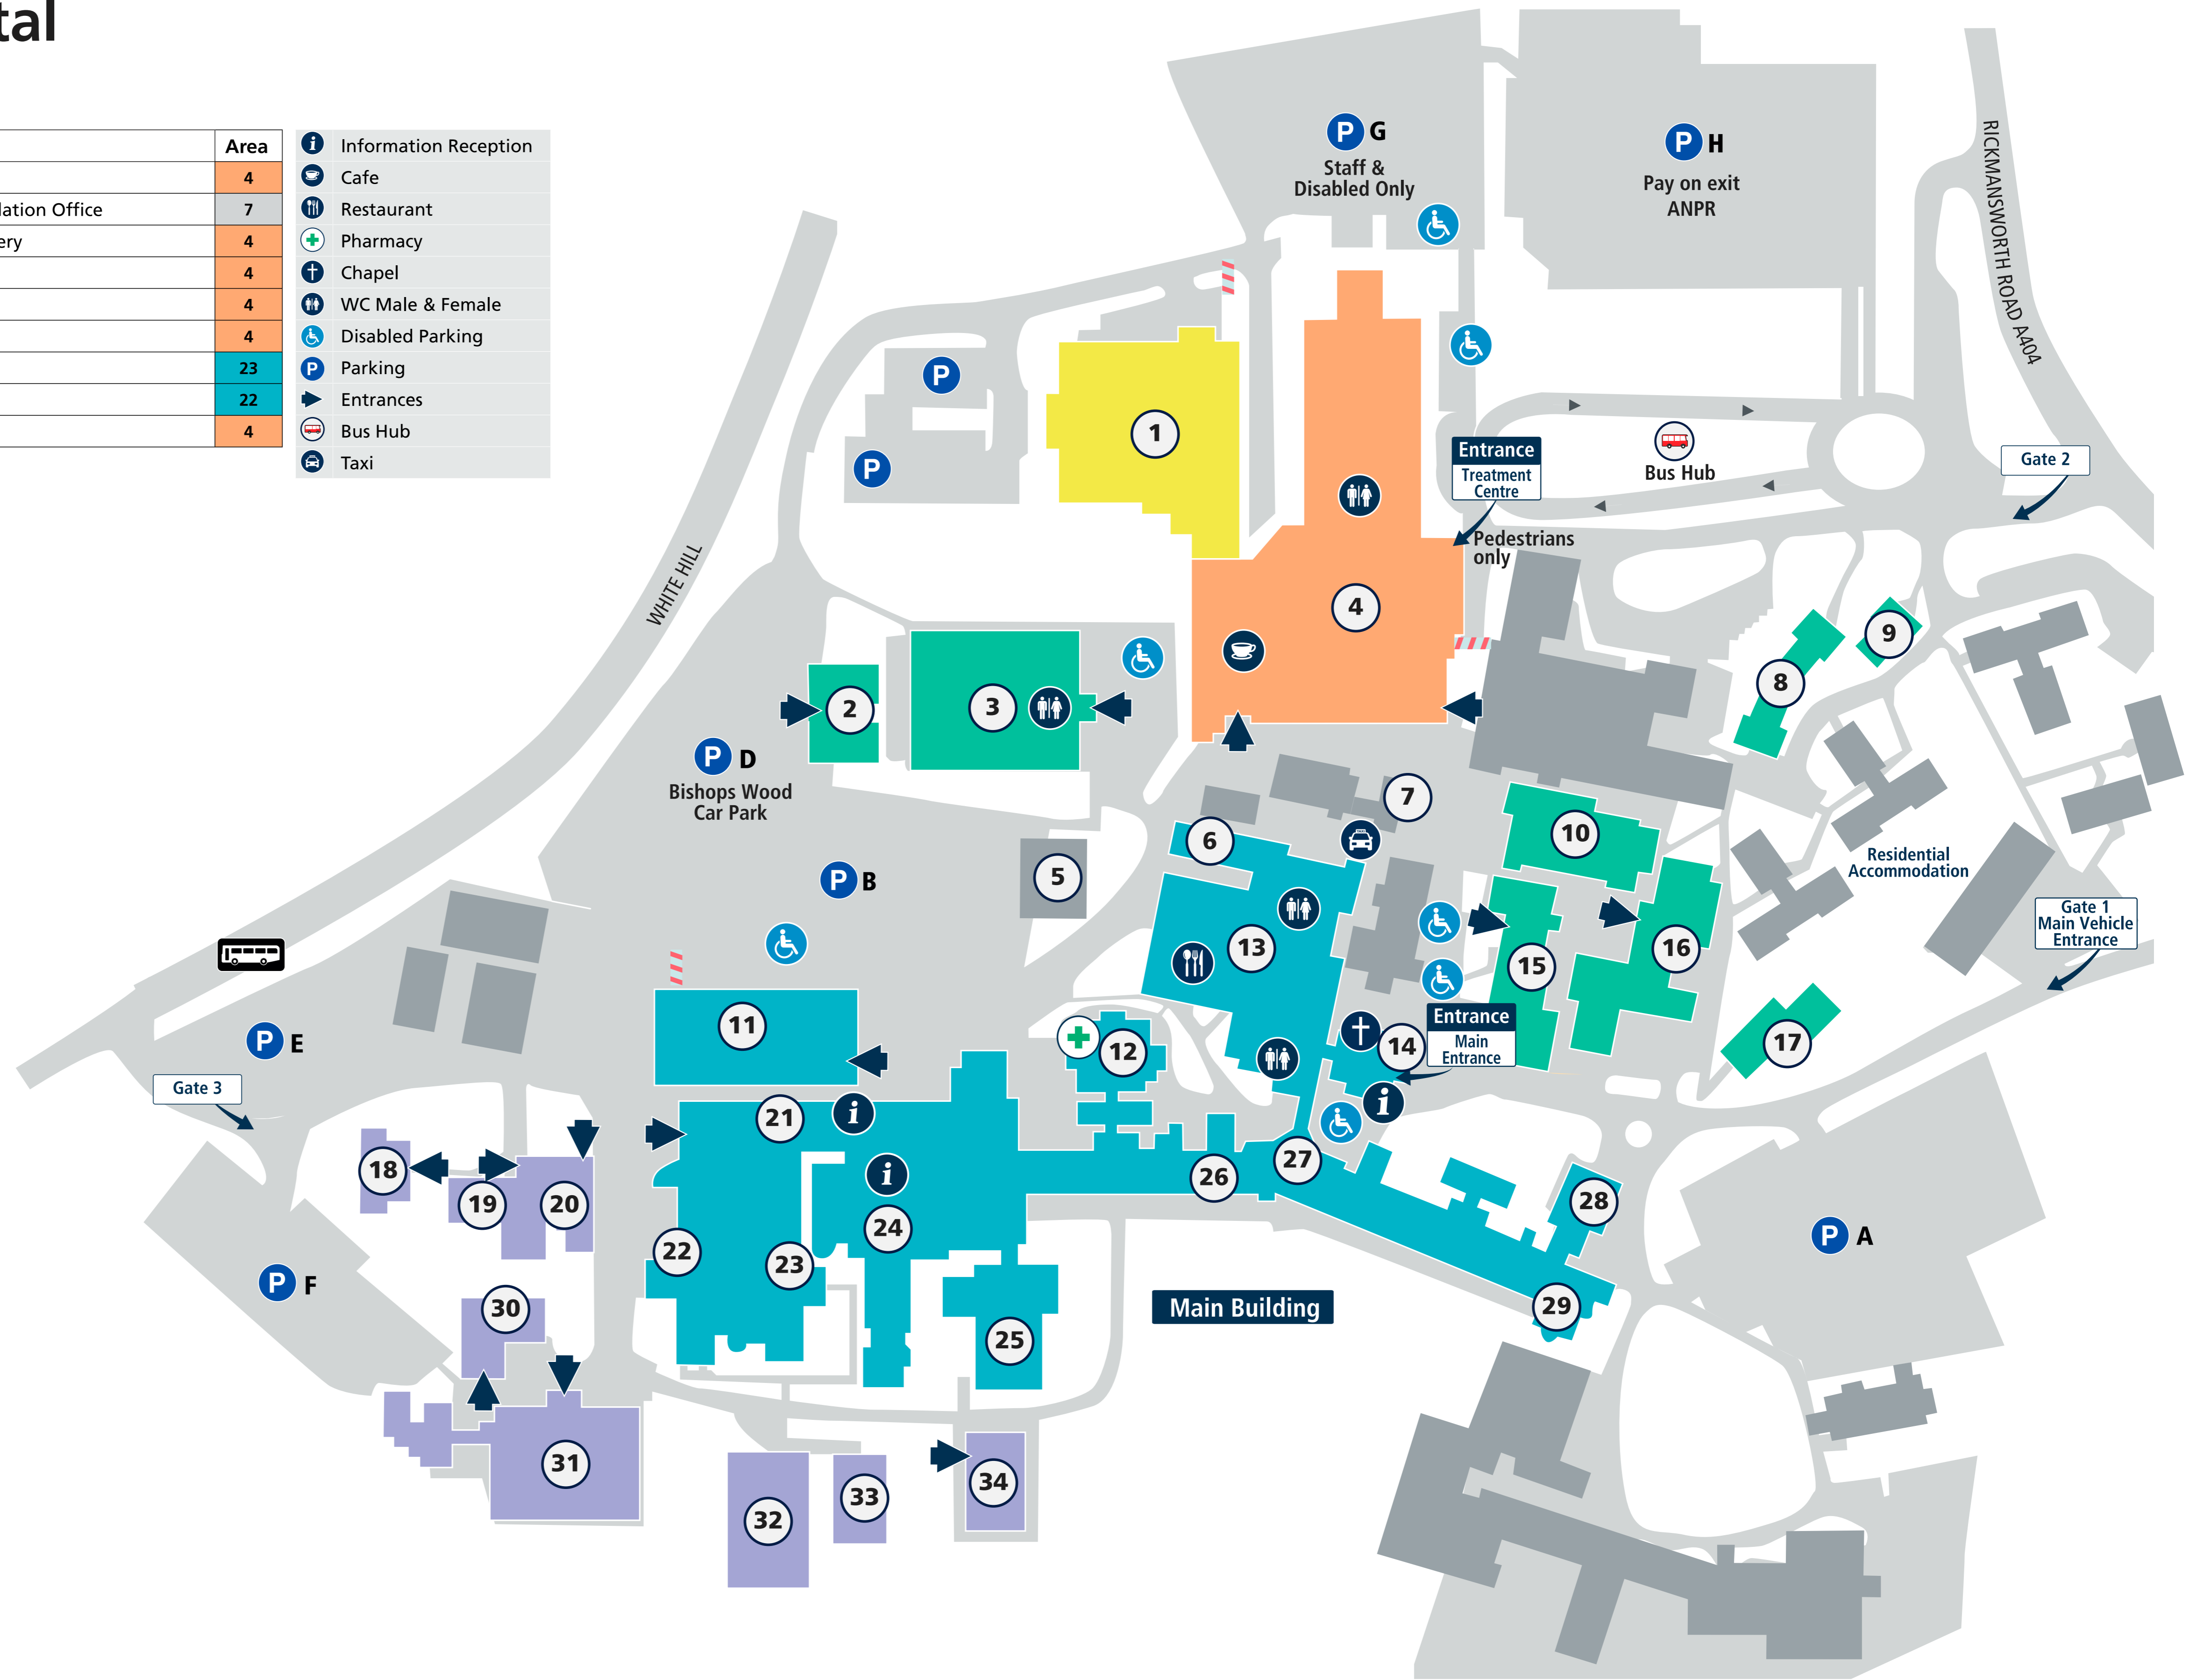 tal
Area
4
lation Office 7
ery 4
4
4
4
23
22
4
Information Reception
Cafe
Restaurant
Pharmacy
Chapel
WC Male & Female
Disabled Parking
P Parking
Entrances
Bus Hub
Taxi
P G
Staff &
Disabled Only
P H
Pay on exit
ANPR
RICKMANSWORTH ROAD A404
P
P
1
Entrance
Treatment
Centre
Bus Hub
Gate 2
Pedestrians
only
WHITE HILL
4
9
8
2
3
P D
Bishops Wood
Car Park
7
6
10
5
P B
Residential
Accommodation
Gate 1
Main Vehicle
Entrance
13
15
16
11
P E
12
14
Entrance
Main
Entrance
17
Gate 3
21
18
19
20
24
22
23
26
27
28
P A
P F
30
25
Main Building
29
31
32
33
34